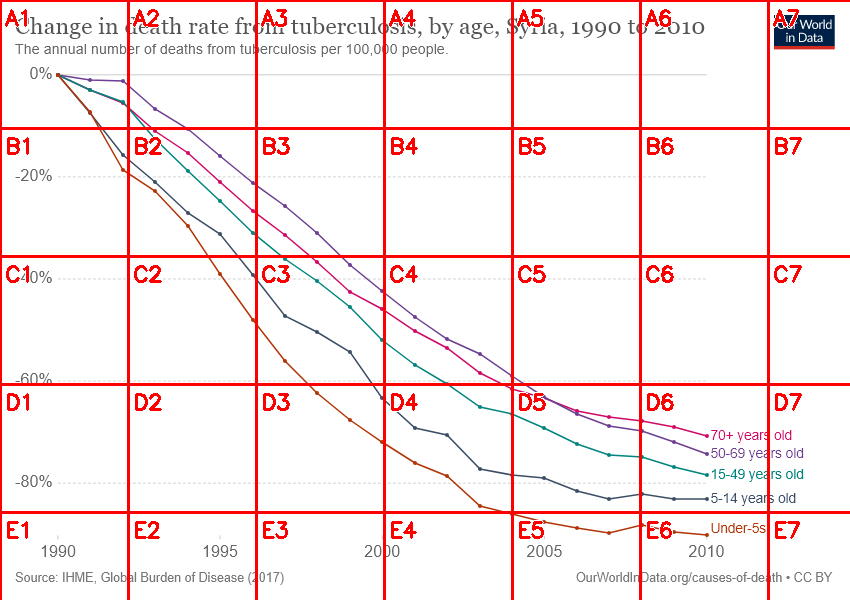 Change in death rate from tuberculosis, by age, Syria, 1990 to 2010
The annual number of deaths from tuberculosis per 100,000 people.
Our World
in Data
A1 A2 A3 A4 A5 A6 A7
0%
B1 B2 B3 B4 B5 B6 B7
-20%
C1 C2 C3 C4 C5 C6 C7
-40%
-60%
D1 D2 D3 D4 D5 D6 D7
70+ years old
50-69 years old
15-49 years old
-80%
5-14 years old
E1 E2 E3 E4 E5 E6 E7
Under-5s
1990 1995 2000 2005 2010
Source: IHME, Global Burden of Disease (2017)
OurWorldInData.org/causes-of-death • CC BY